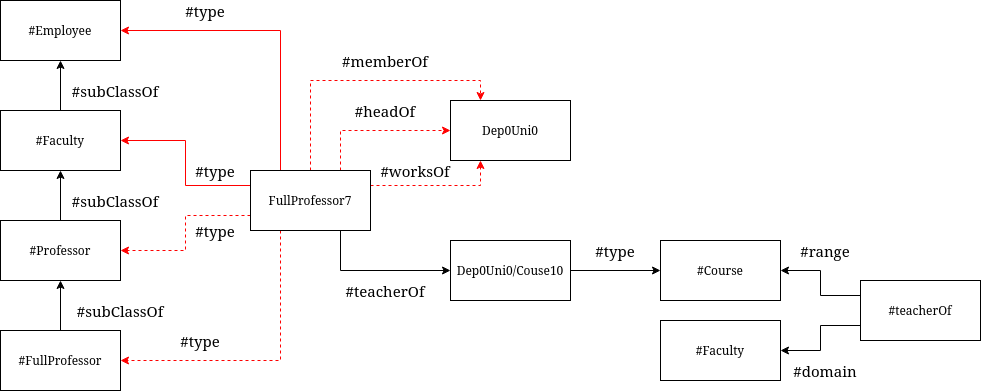 #type
#Employee
#memberOf
#subClassOf
#headOf
#Faculty
Dep0Uni0
#type
#worksOf
#subClassOf
FullProfessor7
#type
#Professor
#type
#range
Dep0Uni0/Couse10
#Course
#teacherOf
#subClassOf
#teacherOf
#type
#Faculty
#FullProfessor
#domain